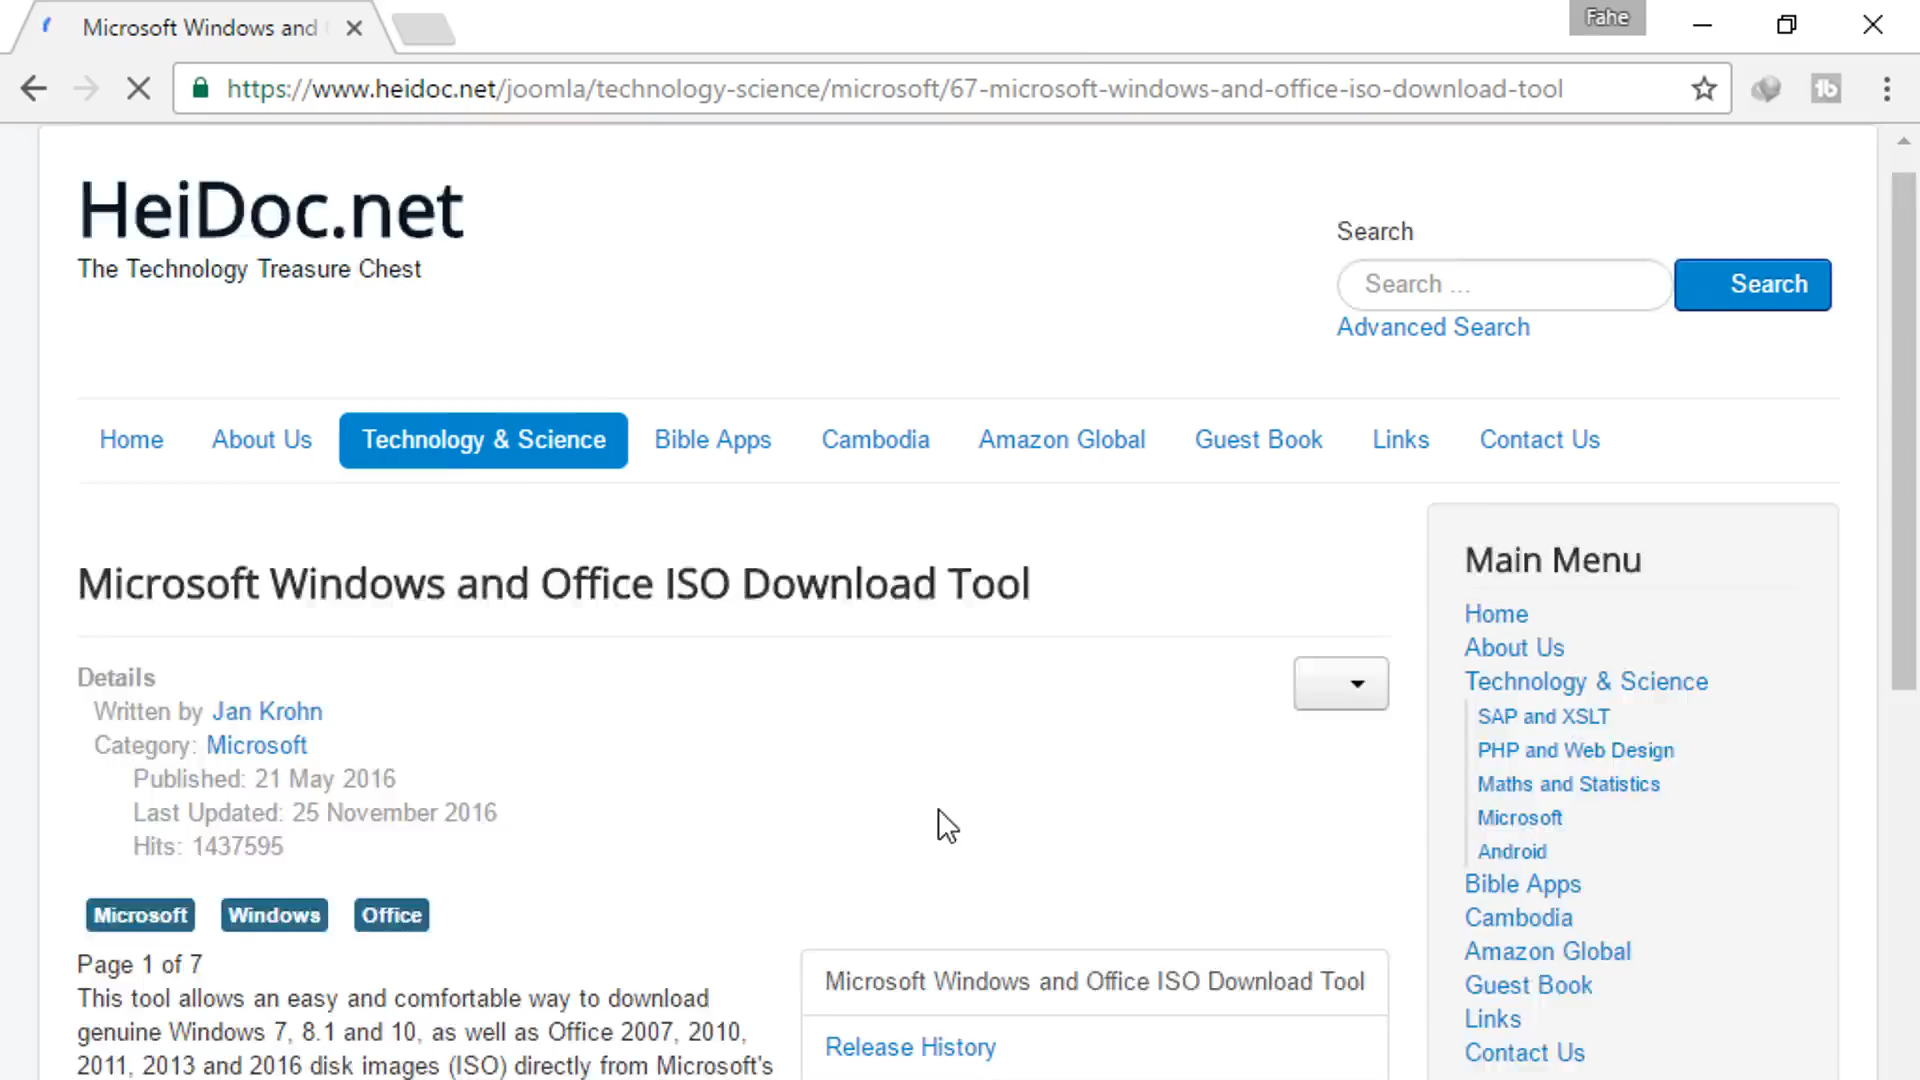 Microsoft Windows and
Fahe
https://www.heidoc.net/joomla/technology-science/microsoft/67-microsoft-windows-and-office-iso-download-tool
HeiDoc.net
The Technology Treasure Chest
Search
Search ...
Search
Advanced Search
Home
About Us
Technology & Science
Bible Apps
Cambodia
Amazon Global
Guest Book
Links
Contact Us
Microsoft Windows and Office ISO Download Tool
Details
Written by Jan Krohn
Category: Microsoft
Published: 21 May 2016
Last Updated: 25 November 2016
Hits: 1437595
Microsoft
Windows
Office
Page 1 of 7
This tool allows an easy and comfortable way to download
genuine Windows 7, 8.1 and 10, as well as Office 2007, 2010,
2011, 2013 and 2016 disk images (ISO) directly from Microsoft's
Microsoft Windows and Office ISO Download Tool
Release History
Main Menu
Home
About Us
Technology & Science
SAP and XSLT
PHP and Web Design
Maths and Statistics
Microsoft
Android
Bible Apps
Cambodia
Amazon Global
Guest Book
Links
Contact Us